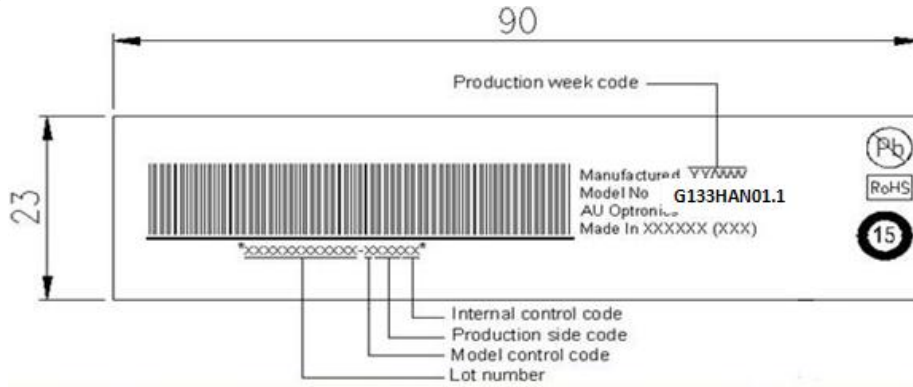 90
Production week code
23
Manufactured YY/WW
Model No G133HAN01.1
AU Optronics
Made In XXXXXX (XXX)
Pb
RoHS
15
*XXXXXXXXXXXX-XXXXXX*
Internal control code
Production side code
Model control code
Lot number